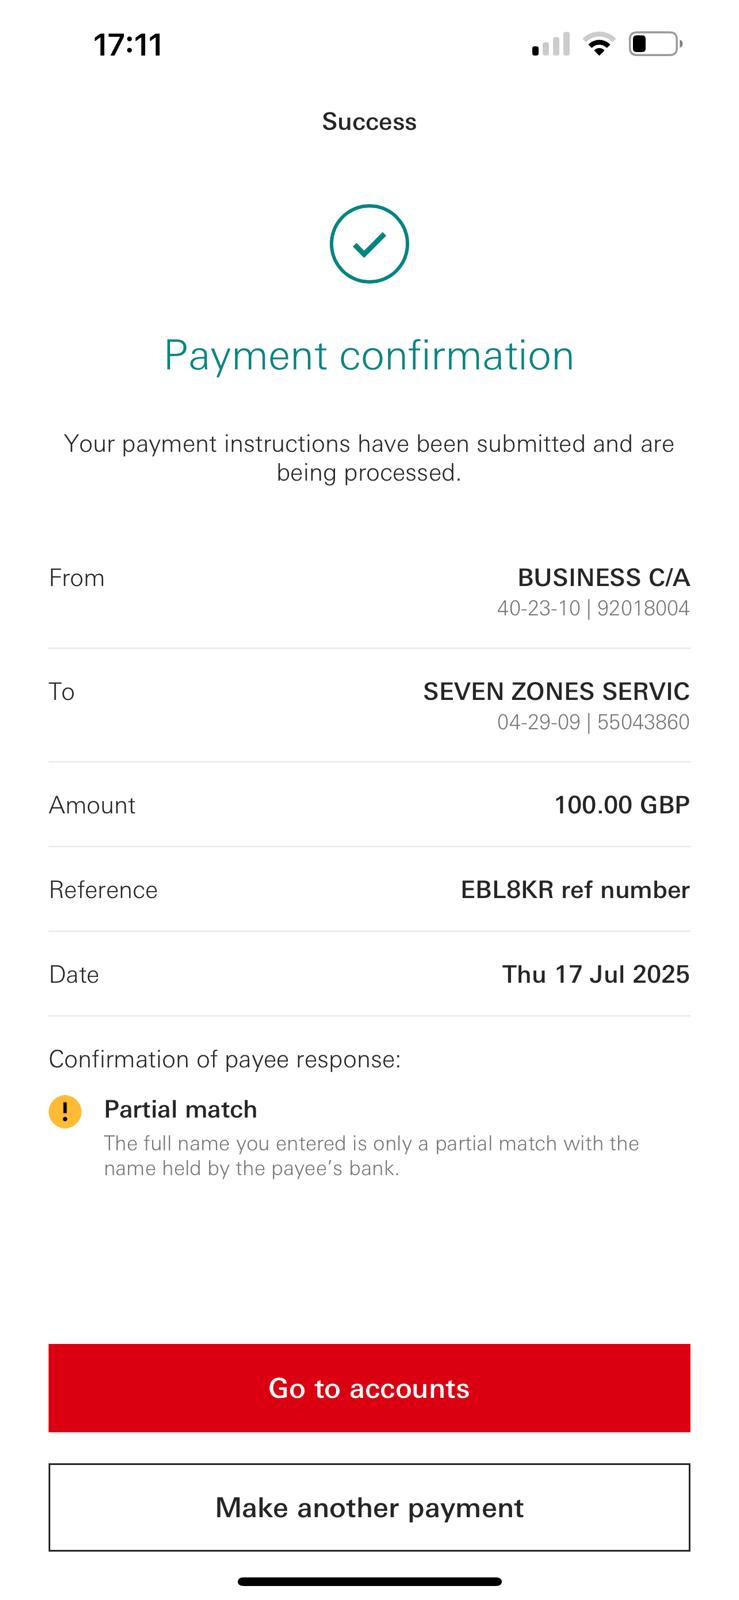 17:11
Success
Payment confirmation
Your payment instructions have been submitted and are
being processed.
From
BUSINESS C/A
40-23-10 | 92018004
To
SEVEN ZONES SERVIC
04-29-09 | 55043860
Amount
100.00 GBP
Reference
EBL8KR ref number
Date
Thu 17 Jul 2025
Confirmation of payee response:
Partial match
The full name you entered is only a partial match with the
name held by the payee’s bank.
Go to accounts
Make another payment